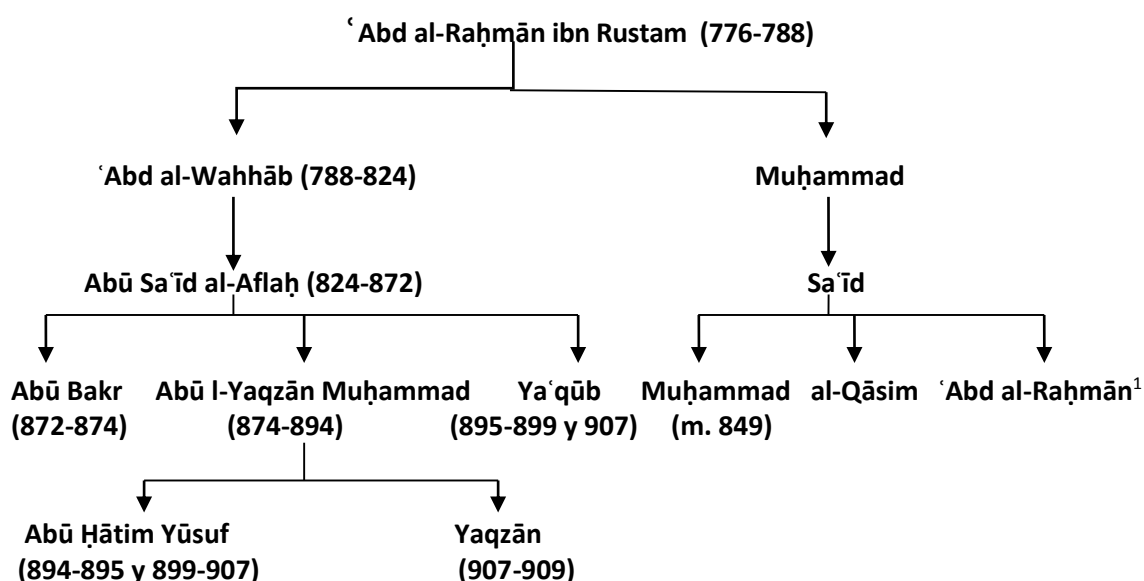 ʿAbd al-Raḥmān ibn Rustam (776-788)
ʿAbd al-Wahhāb (788-824) Muḥammad
Abū Saʿīd al-Aflaḥ (824-872) Saʿīd
Abū Bakr Abū l-Yaqzān Muḥammad Yaʿqūb Muḥammad al-Qāsim ʿAbd al-Raḥmān¹
(872-874) (874-894) (895-899 y 907) (m. 849)
Abū Ḥātim Yūsuf Yaqzān
(894-895 y 899-907) (907-909)